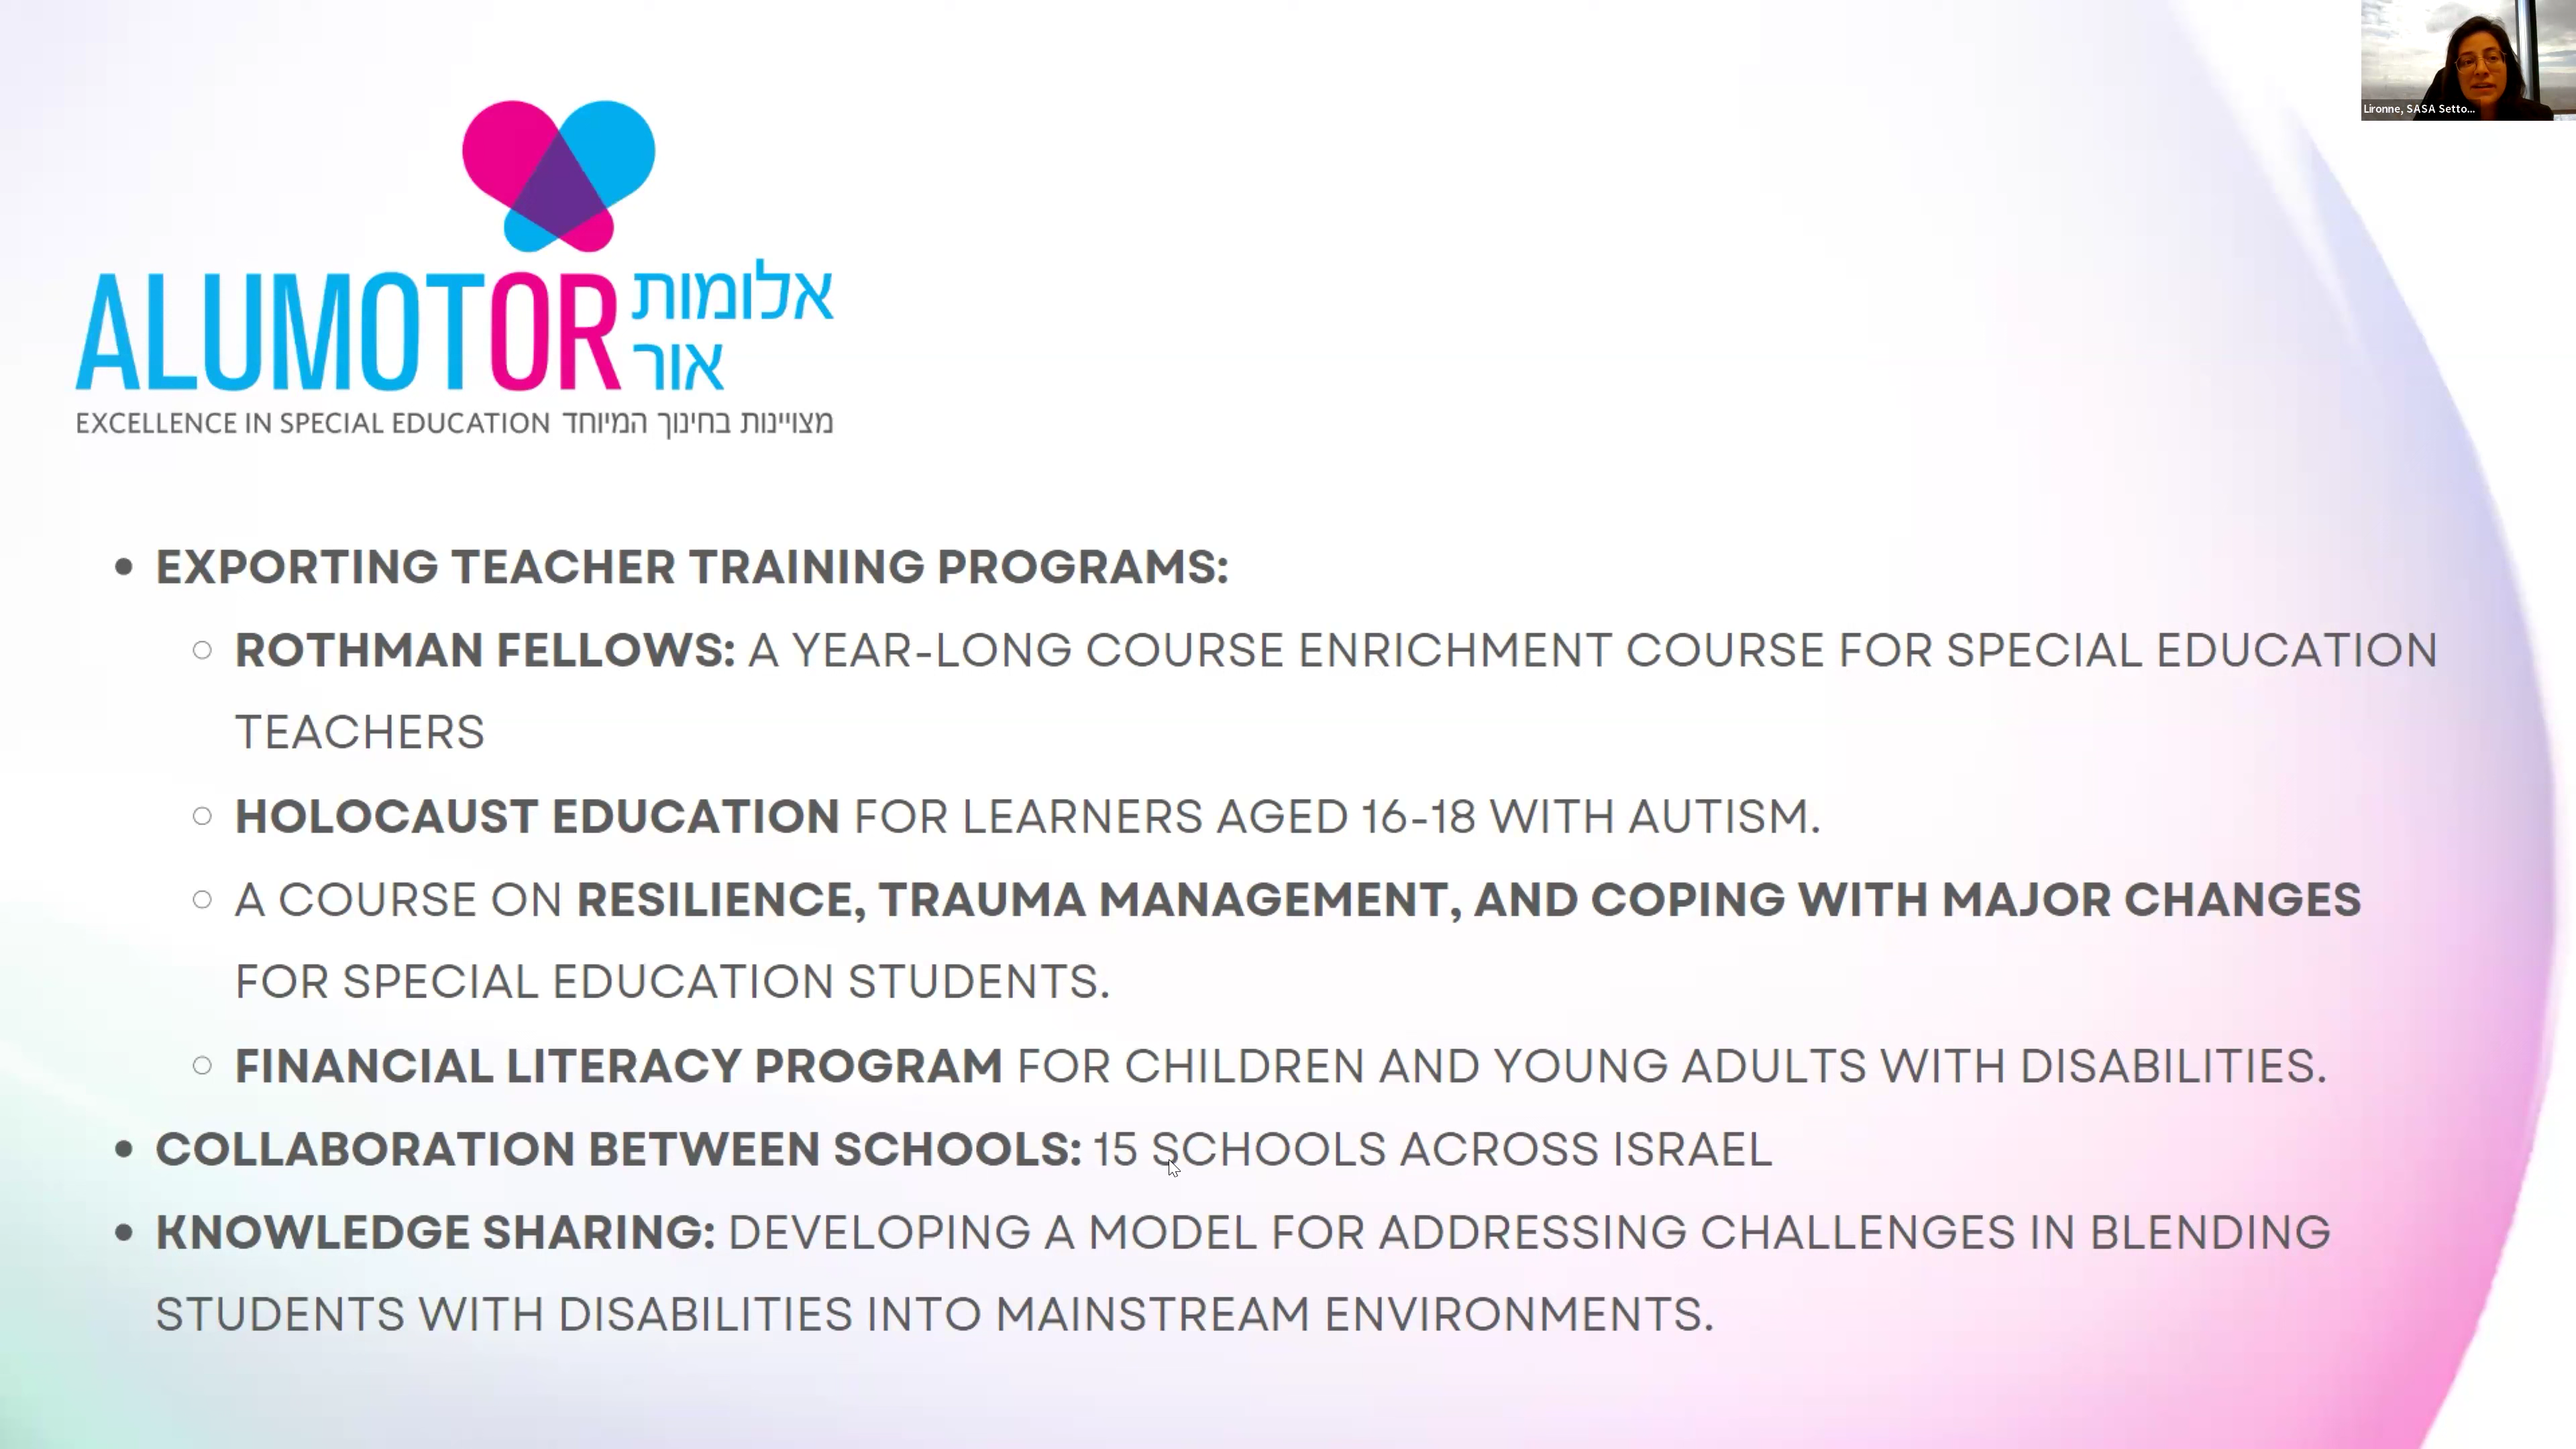 Lironne, SASA Setto...
ALUMOTOR אלומות
אור
EXCELLENCE IN SPECIAL EDUCATION מצויינות בחינוך המיוחד
• EXPORTING TEACHER TRAINING PROGRAMS:
○ ROTHMAN FELLOWS: A YEAR-LONG COURSE ENRICHMENT COURSE FOR SPECIAL EDUCATION
TEACHERS
○ HOLOCAUST EDUCATION FOR LEARNERS AGED 16-18 WITH AUTISM.
○ A COURSE ON RESILIENCE, TRAUMA MANAGEMENT, AND COPING WITH MAJOR CHANGES
FOR SPECIAL EDUCATION STUDENTS.
○ FINANCIAL LITERACY PROGRAM FOR CHILDREN AND YOUNG ADULTS WITH DISABILITIES.
• COLLABORATION BETWEEN SCHOOLS: 15 SCHOOLS ACROSS ISRAEL
• KNOWLEDGE SHARING: DEVELOPING A MODEL FOR ADDRESSING CHALLENGES IN BLENDING
STUDENTS WITH DISABILITIES INTO MAINSTREAM ENVIRONMENTS.